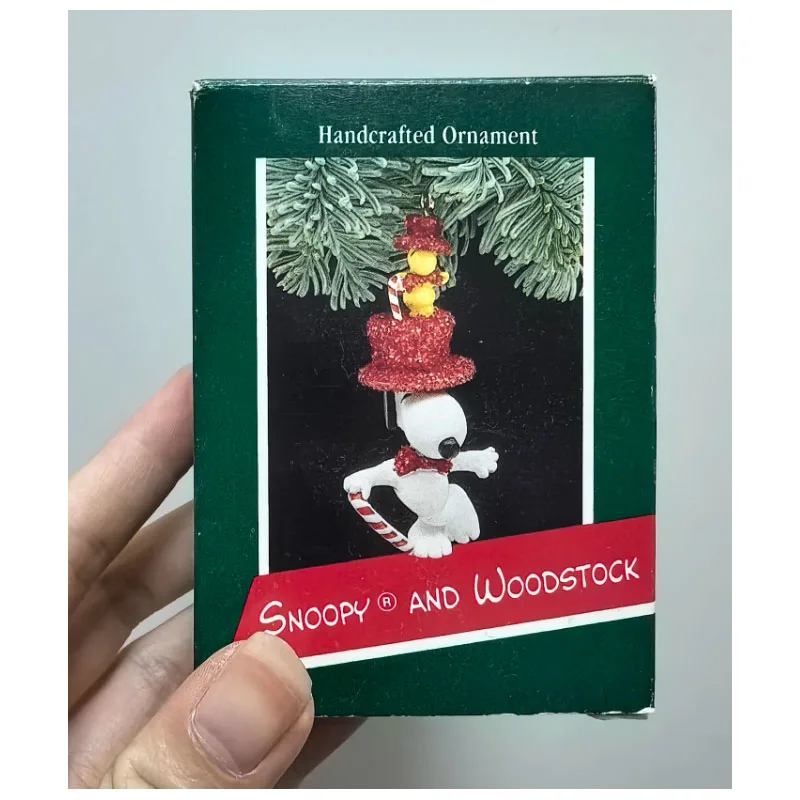 Handcrafted Ornament
SNOOPY ® AND WOODSTOCK